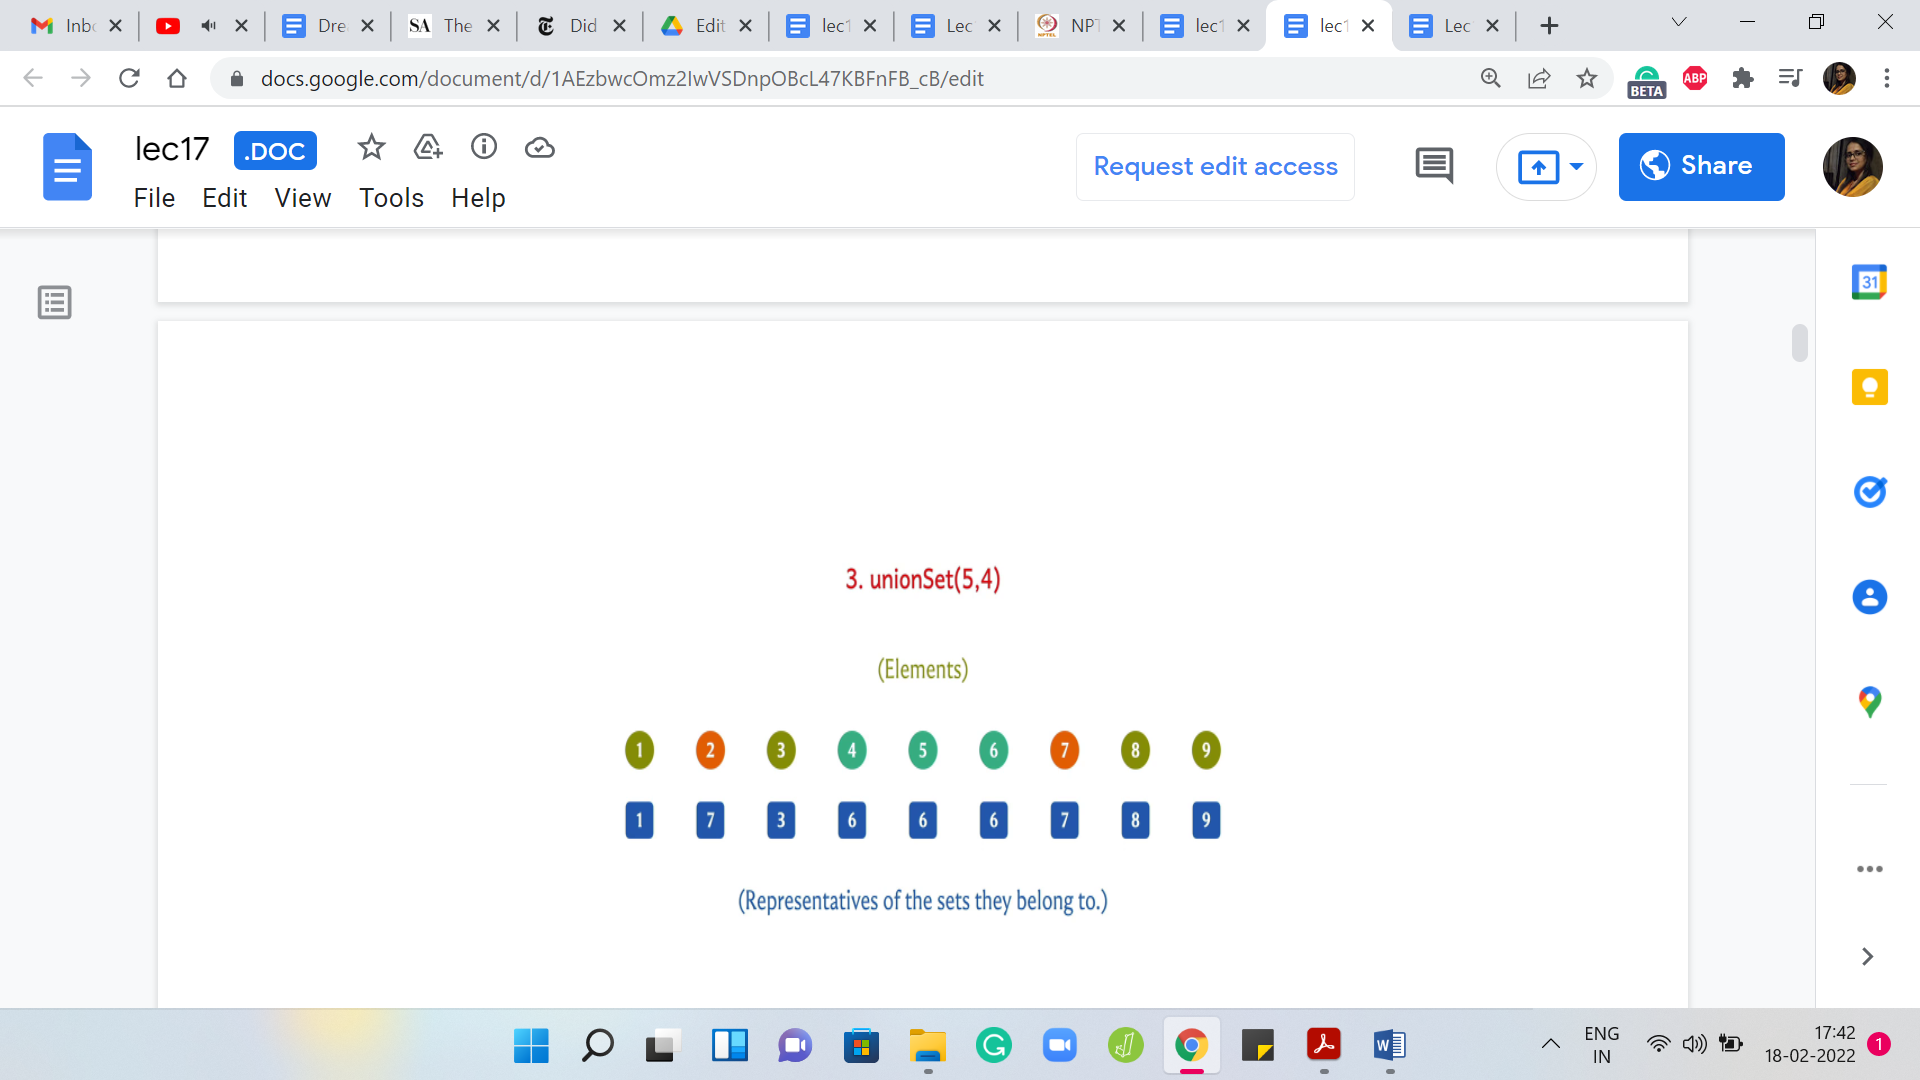 Inbo
Dre
SA The
Did
Edit
lec1
Lec
NPT
lec1
lec1
Lec
docs.google.com/document/d/1AEzbwcOmz2IwVSDnpOBcL47KBFnFB_cB/edit
BETA
ABP
lec17 .DOC
File Edit View Tools Help
Request edit access
Share
31
3. unionSet(5,4)
(Elements)
1 2 3 4 5 6 7 8 9
1 7 3 6 6 6 7 8 9
(Representatives of the sets they belong to.)
ENG
IN
17:42
18-02-2022
1